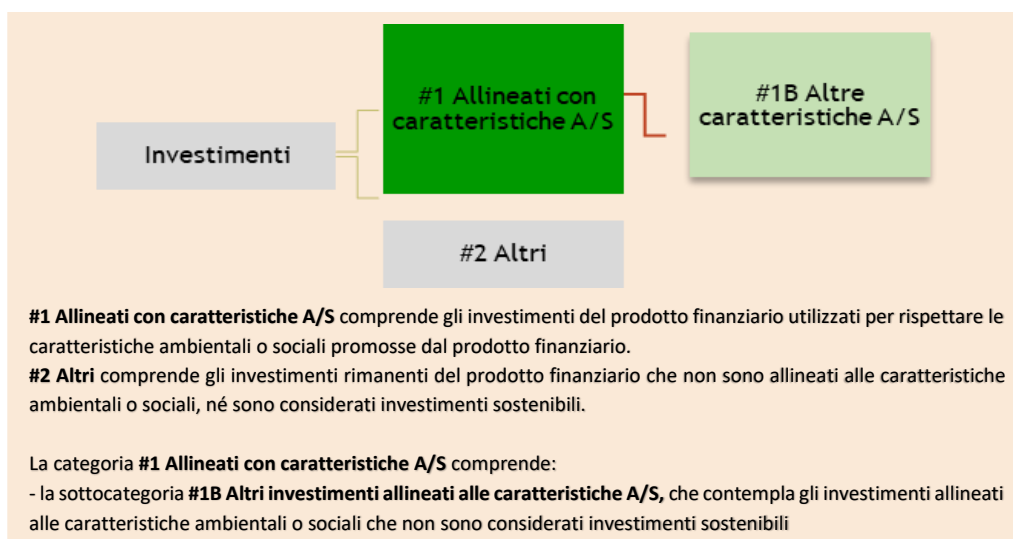 #1 Allineati con
caratteristiche A/S
#1B Altre
caratteristiche A/S
Investimenti
#2 Altri
#1 Allineati con caratteristiche A/S comprende gli investimenti del prodotto finanziario utilizzati per rispettare le
caratteristiche ambientali o sociali promosse dal prodotto finanziario.
#2 Altri comprende gli investimenti rimanenti del prodotto finanziario che non sono allineati alle caratteristiche
ambientali o sociali, né sono considerati investimenti sostenibili.
La categoria #1 Allineati con caratteristiche A/S comprende:
- la sottocategoria #1B Altri investimenti allineati alle caratteristiche A/S, che contempla gli investimenti allineati
alle caratteristiche ambientali o sociali che non sono considerati investimenti sostenibili